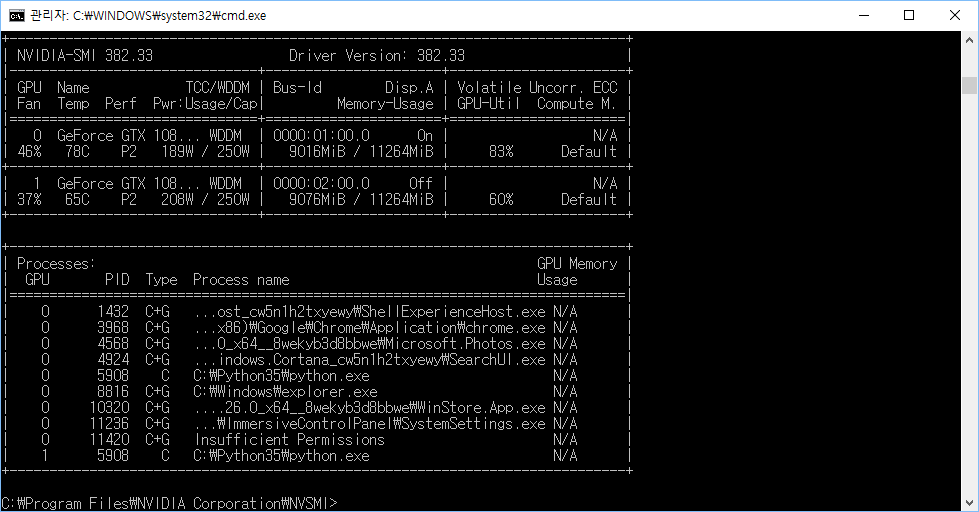 관리자: C:₩WINDOWS₩system32₩cmd.exe
+-----------------------------------------------------------------------------+
| NVIDIA-SMI 382.33                 Driver Version: 382.33                    |
|-------------------------------+----------------------+----------------------+
| GPU  Name            TCC/WDDM | Bus-Id        Disp.A | Volatile Uncorr. ECC |
| Fan  Temp  Perf  Pwr:Usage/Cap|         Memory-Usage | GPU-Util  Compute M. |
|===============================+======================+======================|
|   0  GeForce GTX 108... WDDM  | 0000:01:00.0      On |                  N/A |
| 46%   78C    P2   189W / 250W |   9016MiB / 11264MiB |     83%      Default |
+-------------------------------+----------------------+----------------------+
|   1  GeForce GTX 108... WDDM  | 0000:02:00.0     Off |                  N/A |
| 37%   65C    P2   208W / 250W |   9076MiB / 11264MiB |     60%      Default |
+-------------------------------+----------------------+----------------------+
+-----------------------------------------------------------------------------+
| Processes:                                                       GPU Memory |
|  GPU       PID  Type  Process name                               Usage      |
|=============================================================================|
|    0      1432  C+G   ...ost_cw5n1h2txyewy₩ShellExperienceHost.exe N/A      |
|    0      3968  C+G   ...x86)₩Google₩Chrome₩Application₩chrome.exe N/A      |
|    0      4568  C+G   ...0_x64__8wekyb3d8bbwe₩Microsoft.Photos.exe N/A      |
|    0      4924  C+G   ...indows.Cortana_cw5n1h2txyewy₩SearchUI.exe N/A      |
|    0      5908    C   C:₩Python35₩python.exe                       N/A      |
|    0      8816  C+G   C:₩Windows₩explorer.exe                      N/A      |
|    0     10320  C+G   ....26.0_x64__8wekyb3d8bbwe₩WinStore.App.exe N/A      |
|    0     11236  C+G   ...₩ImmersiveControlPanel₩SystemSettings.exe N/A      |
|    0     11420  C+G   Insufficient Permissions                     N/A      |
|    1      5908    C   C:₩Python35₩python.exe                       N/A      |
+-----------------------------------------------------------------------------+
C:₩Program Files₩NVIDIA Corporation₩NVSMI>